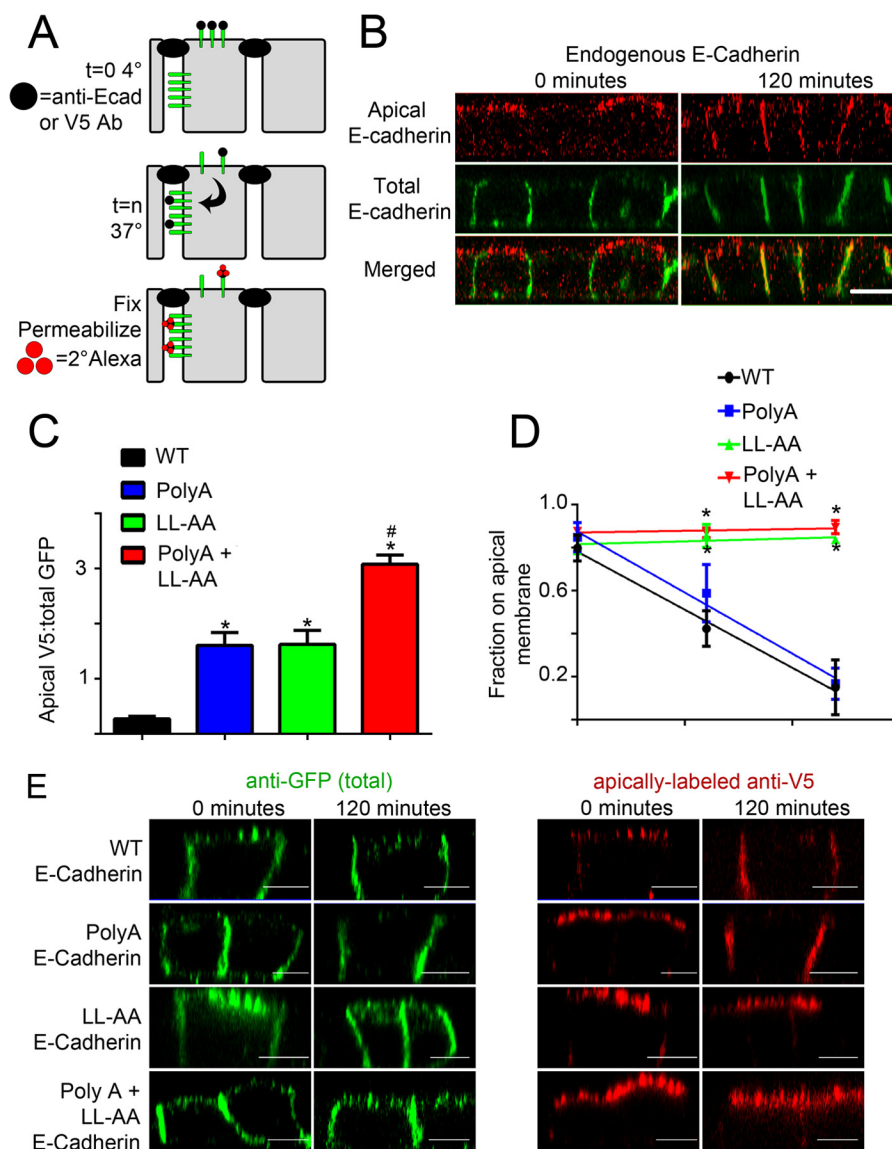 A
t=0 4°
=anti-Ecad
or V5 Ab
t=n
37°
Fix
Permeabilize
=2°Alexa
B
Endogenous E-Cadherin
0 minutes 120 minutes
Apical
E-cadherin
Total
E-cadherin
Merged
C
WT
PolyA
LL-AA
PolyA +
LL-AA
Apical V5:total GFP
3
1
*
*
#
*
D
WT
PolyA
LL-AA
PolyA +
LL-AA
Fraction on apical
membrane
1.0
0.6
0.2
*
*
*
*
E
anti-GFP (total) apically-labeled anti-V5
0 minutes 120 minutes 0 minutes 120 minutes
WT
E-Cadherin
PolyA
E-Cadherin
LL-AA
E-Cadherin
Poly A +
LL-AA
E-Cadherin